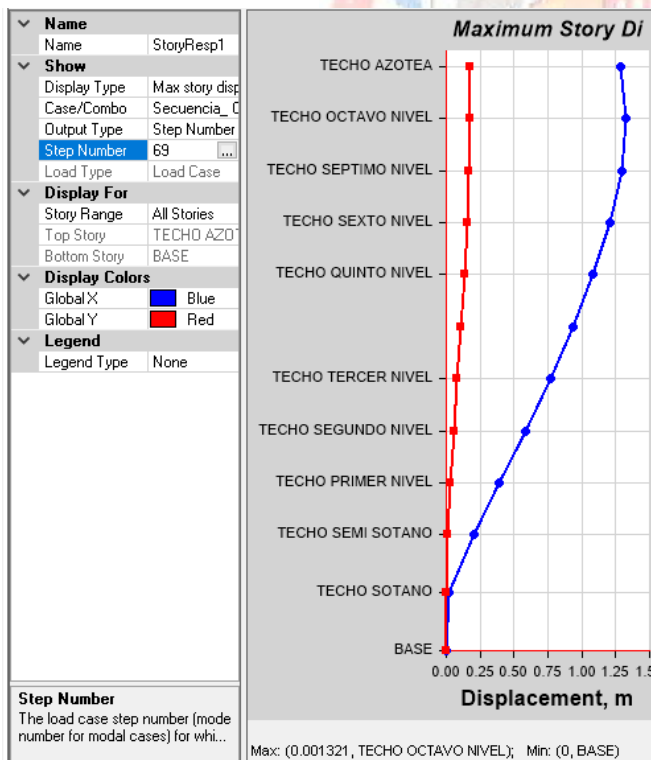 Name
Name StoryResp1
Show
Display Type Max story disp
Case/Combo Secuencia_
Output Type Step Number
Step Number 69 ...
Load Type Load Case
Display For
Story Range All Stories
Top Story TECHO AZOT
Bottom Story BASE
Display Colors
Global X Blue
Global Y Red
Legend
Legend Type None
Step Number
The load case step number (mode
number for modal cases) for whi...
Maximum Story Di
TECHO AZOTEA
TECHO OCTAVO NIVEL
TECHO SEPTIMO NIVEL
TECHO SEXTO NIVEL
TECHO QUINTO NIVEL
TECHO TERCER NIVEL
TECHO SEGUNDO NIVEL
TECHO PRIMER NIVEL
TECHO SEMI SOTANO
TECHO SOTANO
BASE
0.00 0.25 0.50 0.75 1.00 1.25 1.5
Displacement, m
Max: (0.001321, TECHO OCTAVO NIVEL); Min: (0, BASE)